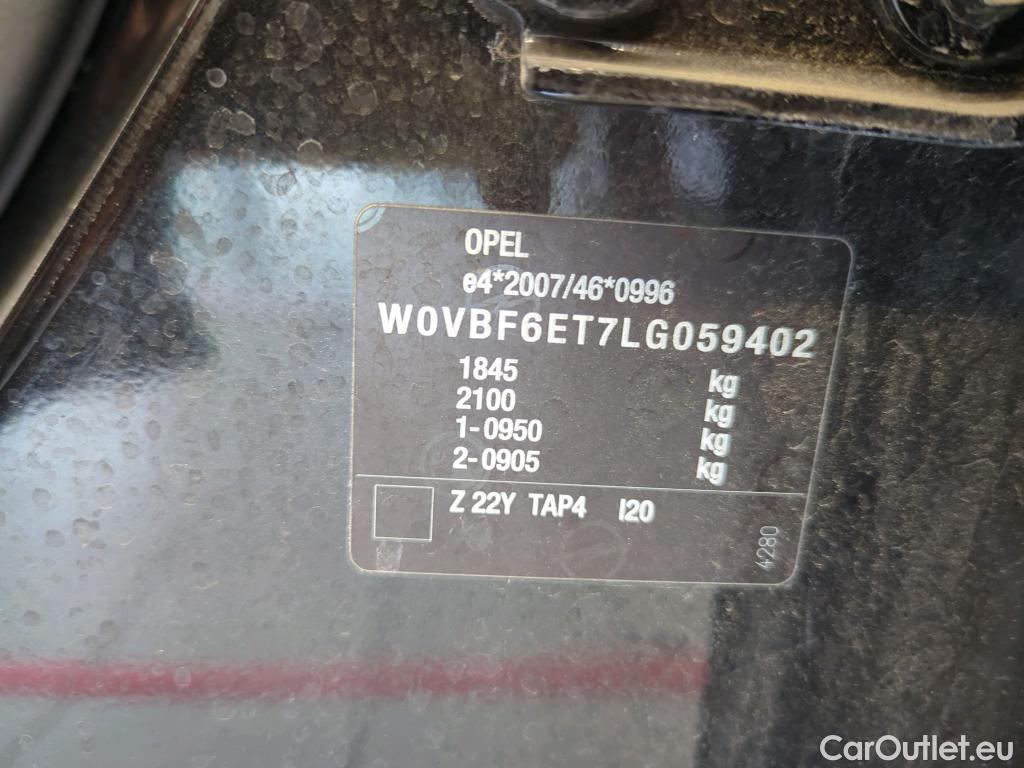 OPEL
e4*2007/46*0996
W0VBF6ET7LG059402
1845 kg
2100 kg
1-0950 kg
2-0905 kg
Z 22Y TAP4 I20
4280
CarOutlet.eu